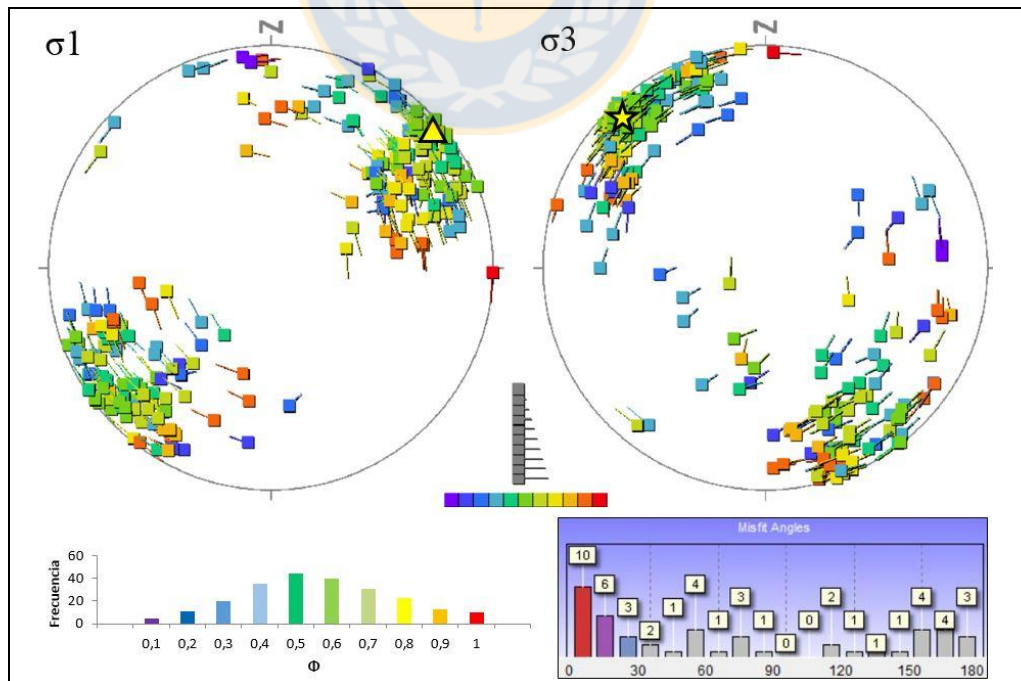 σ1
σ3
Z
Z
Frecuencia
60
40
20
0
0,1 0,2 0,3 0,4 0,5 0,6 0,7 0,8 0,9 1
Φ
Misfit Angles
10 6 3 2 1 4 1 3 1 0 0 2 1 1 1 4 4 3
0 30 60 90 120 150 180